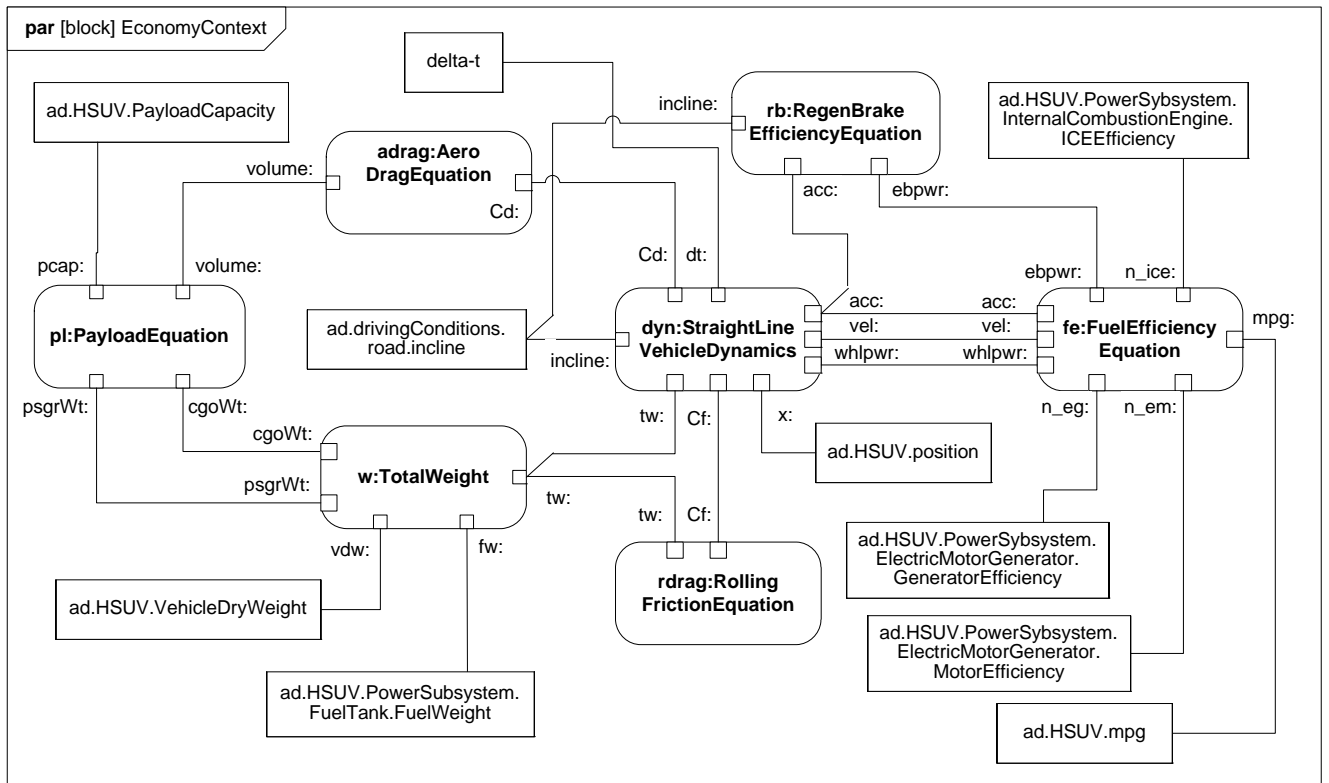 par [block] EconomyContext
delta-t
ad.HSUV.PayloadCapacity
incline:
rb:RegenBrake
EfficiencyEquation
ad.HSUV.PowerSybsystem.
InternalCombustionEngine.
ICEEfficiency
adrag:Aero
DragEquation
volume:
Cd:
acc:
ebpwr:
pcap:
volume:
Cd:
dt:
ebpwr:
n_ice:
pl:PayloadEquation
ad.drivingConditions.
road.incline
incline:
dyn:StraightLine
VehicleDynamics
acc:
vel:
whlpwr:
acc:
vel:
whlpwr:
fe:FuelEfficiency
Equation
mpg:
psgrWt:
cgoWt:
tw:
Cf:
x:
n_eg:
n_em:
cgoWt:
psgrWt:
w:TotalWeight
tw:
ad.HSUV.position
vdw:
fw:
tw:
Cf:
rdrag:Rolling
FrictionEquation
ad.HSUV.PowerSybsystem.
ElectricMotorGenerator.
GeneratorEfficiency
ad.HSUV.VehicleDryWeight
ad.HSUV.PowerSybsystem.
ElectricMotorGenerator.
MotorEfficiency
ad.HSUV.PowerSubsystem.
FuelTank.FuelWeight
ad.HSUV.mpg